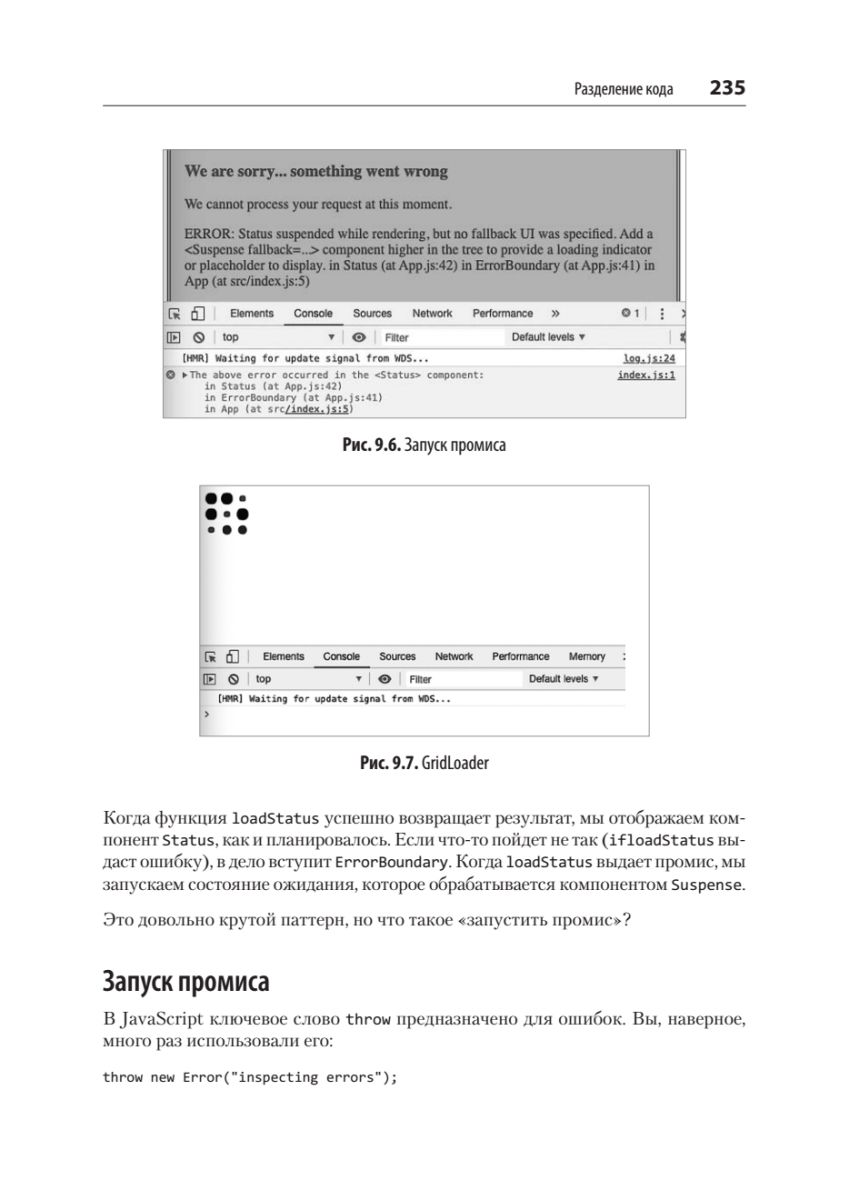 Разделение кода 235
We are sorry... something went wrong
We cannot process your request at this moment.
ERROR: Status suspended while rendering, but no fallback UI was specified. Add a
<Suspense fallback=...> component higher in the tree to provide a loading indicator
or placeholder to display. in Status (at App.js:42) in ErrorBoundary (at App.js:41) in
App (at src/index.js:5)
Elements Console Sources Network Performance » 1
top ▼ Filter Default levels ▼
[HMR] Waiting for update signal from WDS... log.js:24
▶The above error occurred in the <Status> component: index.js:1
in Status (at App.js:42)
in ErrorBoundary (at App.js:41)
in App (at src/index.js:5)
Рис. 9.6. Запуск промиса
Elements Console Sources Network Performance Memory
top ▼ Filter Default levels ▼
[HMR] Waiting for update signal from WDS...
>
Рис. 9.7. GridLoader
Когда функция loadStatus успешно возвращает результат, мы отображаем ком-
понент Status, как и планировалось. Если что-то пойдет не так (ifloadStatus вы-
даст ошибку), в дело вступит ErrorBoundary. Когда loadStatus выдает промис, мы
запускаем состояние ожидания, которое обрабатывается компонентом Suspense.
Это довольно крутой паттерн, но что такое «запустить промис»?
Запуск промиса
В JavaScript ключевое слово throw предназначено для ошибок. Вы, наверное,
много раз использовали его:
throw new Error("inspecting errors");